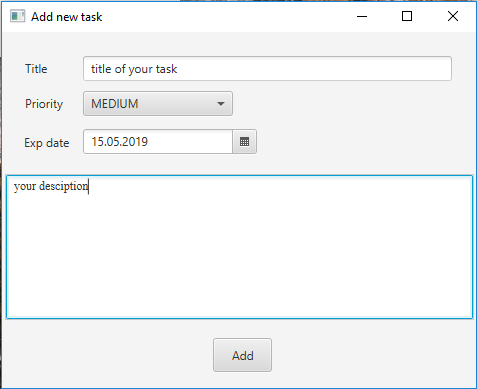 Add new task
Title title of your task
Priority MEDIUM
Exp date 15.05.2019
your desciption
Add